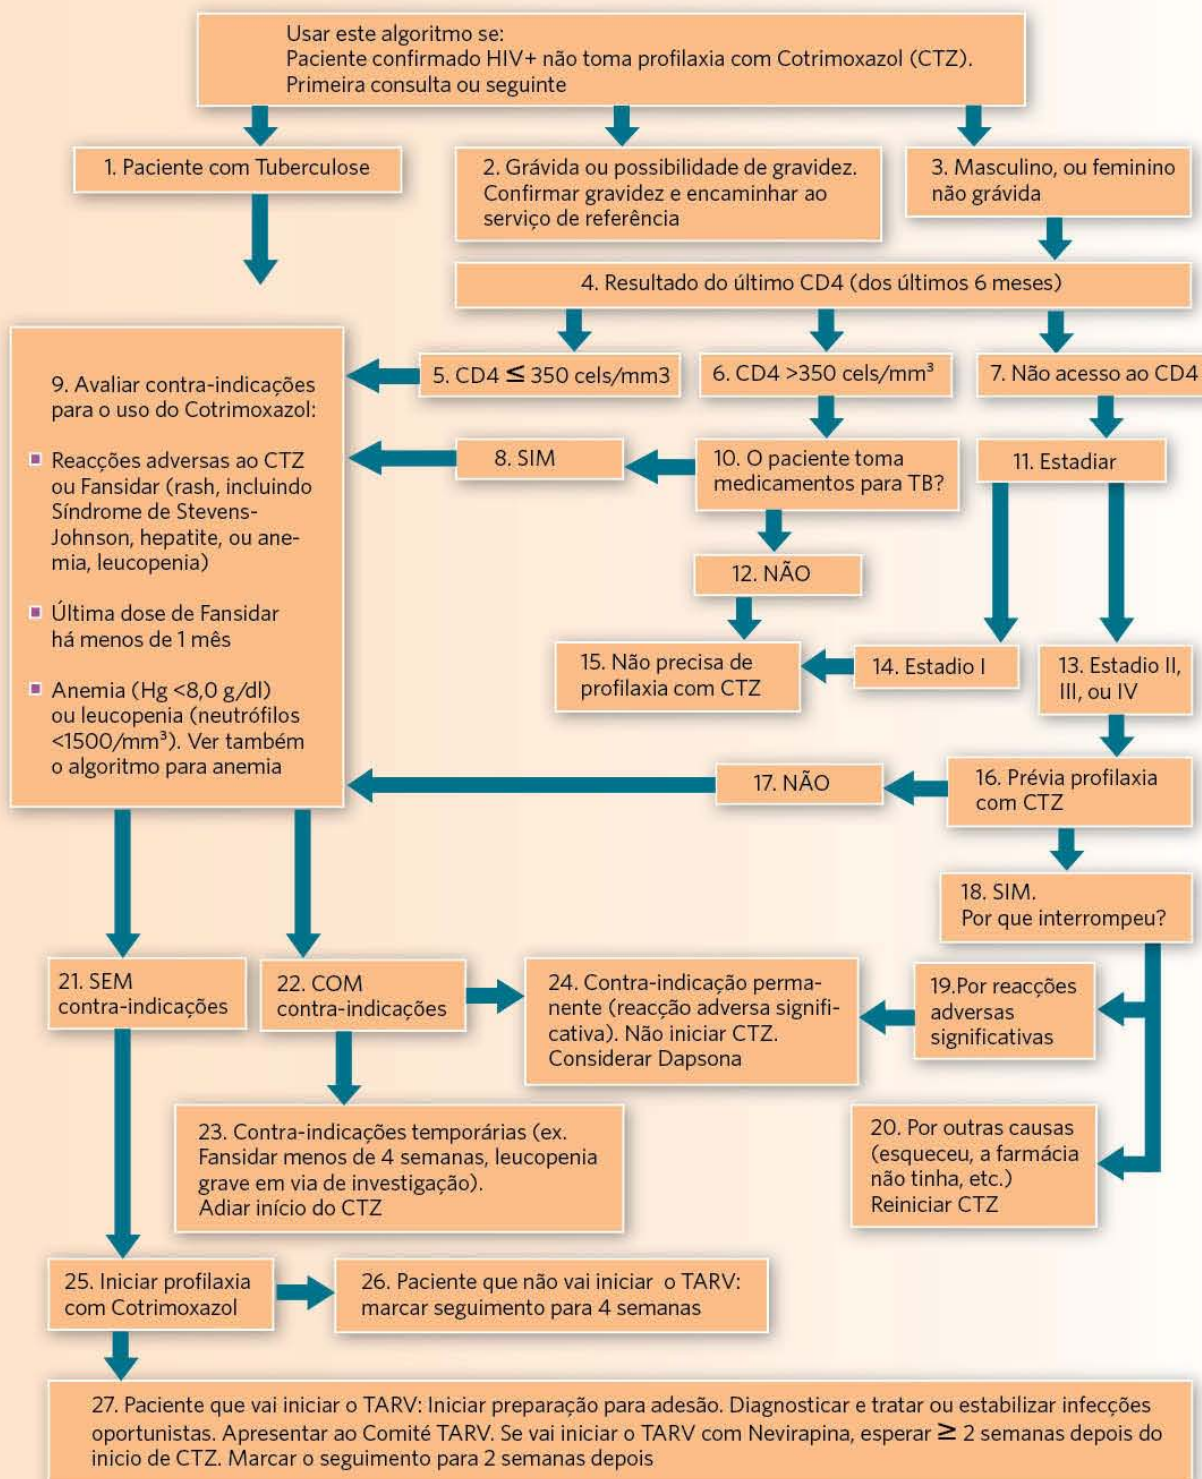 Usar este algoritmo se:
Paciente confirmado HIV+ não toma profilaxia com Cotrimoxazol (CTZ).
Primeira consulta ou seguinte
1. Paciente com Tuberculose
2. Grávida ou possibilidade de gravidez.
Confirmar gravidez e encaminhar ao
serviço de referência
3. Masculino, ou feminino
não grávida
4. Resultado do último CD4 (dos últimos 6 meses)
5. CD4 ≤ 350 cels/mm3
6. CD4 >350 cels/mm³
7. Não acesso ao CD4
8. SIM
9. Avaliar contra-indicações
para o uso do Cotrimoxazol:
Reacções adversas ao CTZ
ou Fansidar (rash, incluindo
Síndrome de Stevens-
Johnson, hepatite, ou ane-
mia, leucopenia)
Última dose de Fansidar
há menos de 1 mês
Anemia (Hg <8,0 g/dl)
ou leucopenia (neutrófilos
<1500/mm³). Ver também
o algoritmo para anemia
10. O paciente toma
medicamentos para TB?
11. Estadiar
12. NÃO
13. Estadio II,
III, ou IV
14. Estadio I
15. Não precisa de
profilaxia com CTZ
16. Prévia profilaxia
com CTZ
17. NÃO
18. SIM.
Por que interrompeu?
19.Por reacções
adversas
significativas
20. Por outras causas
(esqueceu, a farmácia
não tinha, etc.)
Reiniciar CTZ
21. SEM
contra-indicações
22. COM
contra-indicações
23. Contra-indicações temporárias (ex.
Fansidar menos de 4 semanas, leucopenia
grave em via de investigação).
Adiar início do CTZ
24. Contra-indicação perma-
nente (reacção adversa signifi-
cativa). Não iniciar CTZ.
Considerar Dapsona
25. Iniciar profilaxia
com Cotrimoxazol
26. Paciente que não vai iniciar o TARV:
marcar seguimento para 4 semanas
27. Paciente que vai iniciar o TARV: Iniciar preparação para adesão. Diagnosticar e tratar ou estabilizar infecções
oportunistas. Apresentar ao Comité TARV. Se vai iniciar o TARV com Nevirapina, esperar ≥ 2 semanas depois do
inicio de CTZ. Marcar o seguimento para 2 semanas depois